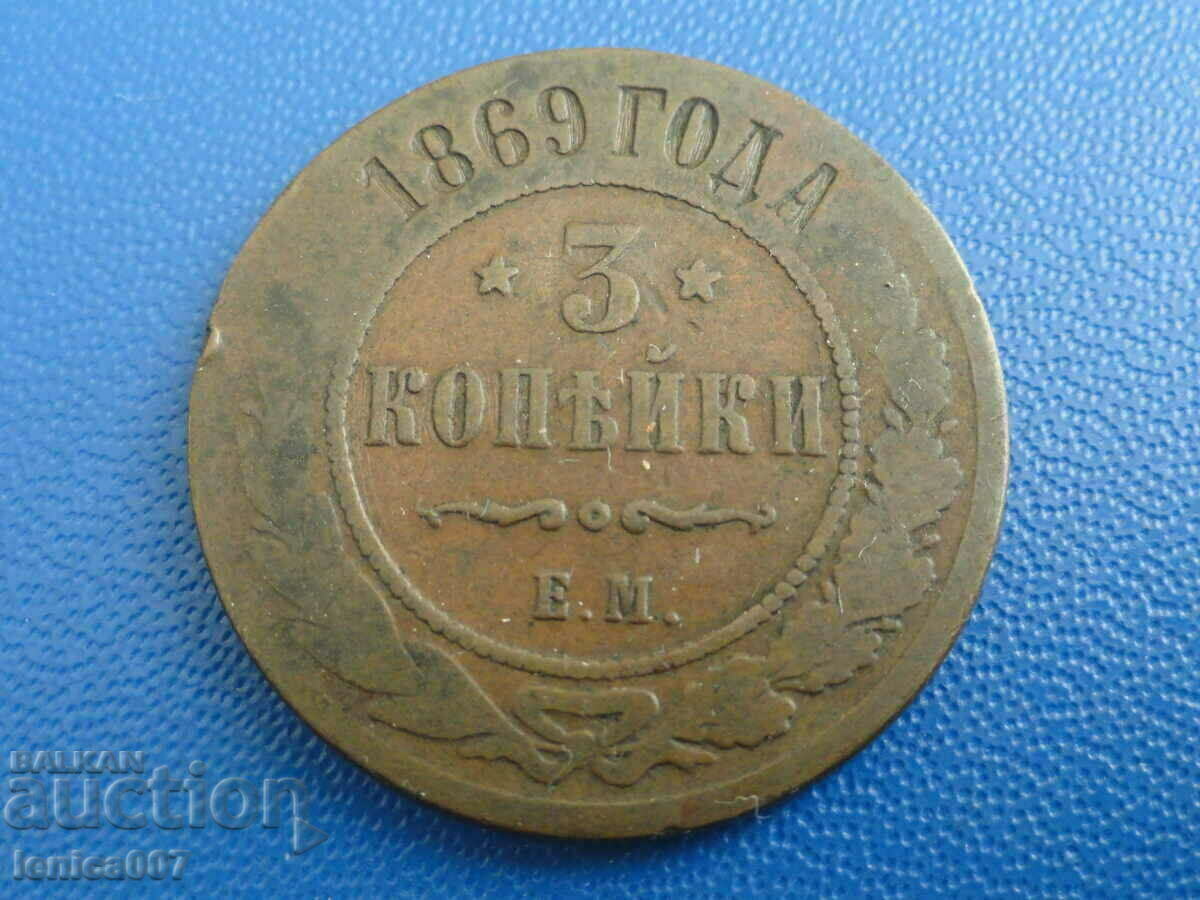 1869 ГОДА
3
КОПѢЙКИ
Е.М.
BALKAN
auction
lenica007